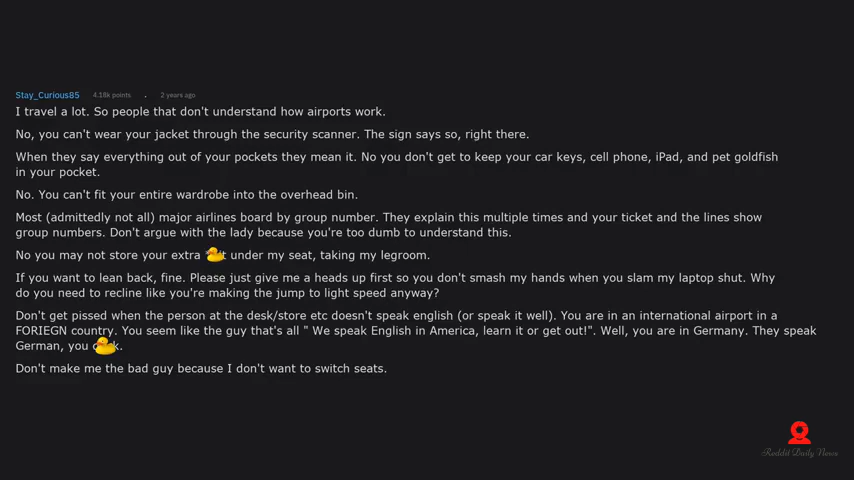 Stay_Curious85 4.18k points . 2 years ago
I travel a lot. So people that don't understand how airports work.
No, you can't wear your jacket through the security scanner. The sign says so, right there.
When they say everything out of your pockets they mean it. No you don't get to keep your car keys, cell phone, iPad, and pet goldfish
in your pocket.
No. You can't fit your entire wardrobe into the overhead bin.
Most (admittedly not all) major airlines board by group number. They explain this multiple times and your ticket and the lines show
group numbers. Don't argue with the lady because you're too dumb to understand this.
No you may not store your extra under my seat, taking my legroom.
If you want to lean back, fine. Please just give me a heads up first so you don't smash my hands when you slam my laptop shut. Why
do you need to recline like you're making the jump to light speed anyway?
Don't get pissed when the person at the desk/store etc doesn't speak english (or speak it well). You are in an international airport in a
FORIEGN country. You seem like the guy that's all " We speak English in America, learn it or get out!". Well, you are in Germany. They speak
German, you
Don't make me the bad guy because I don't want to switch seats.
Reddit Daily News